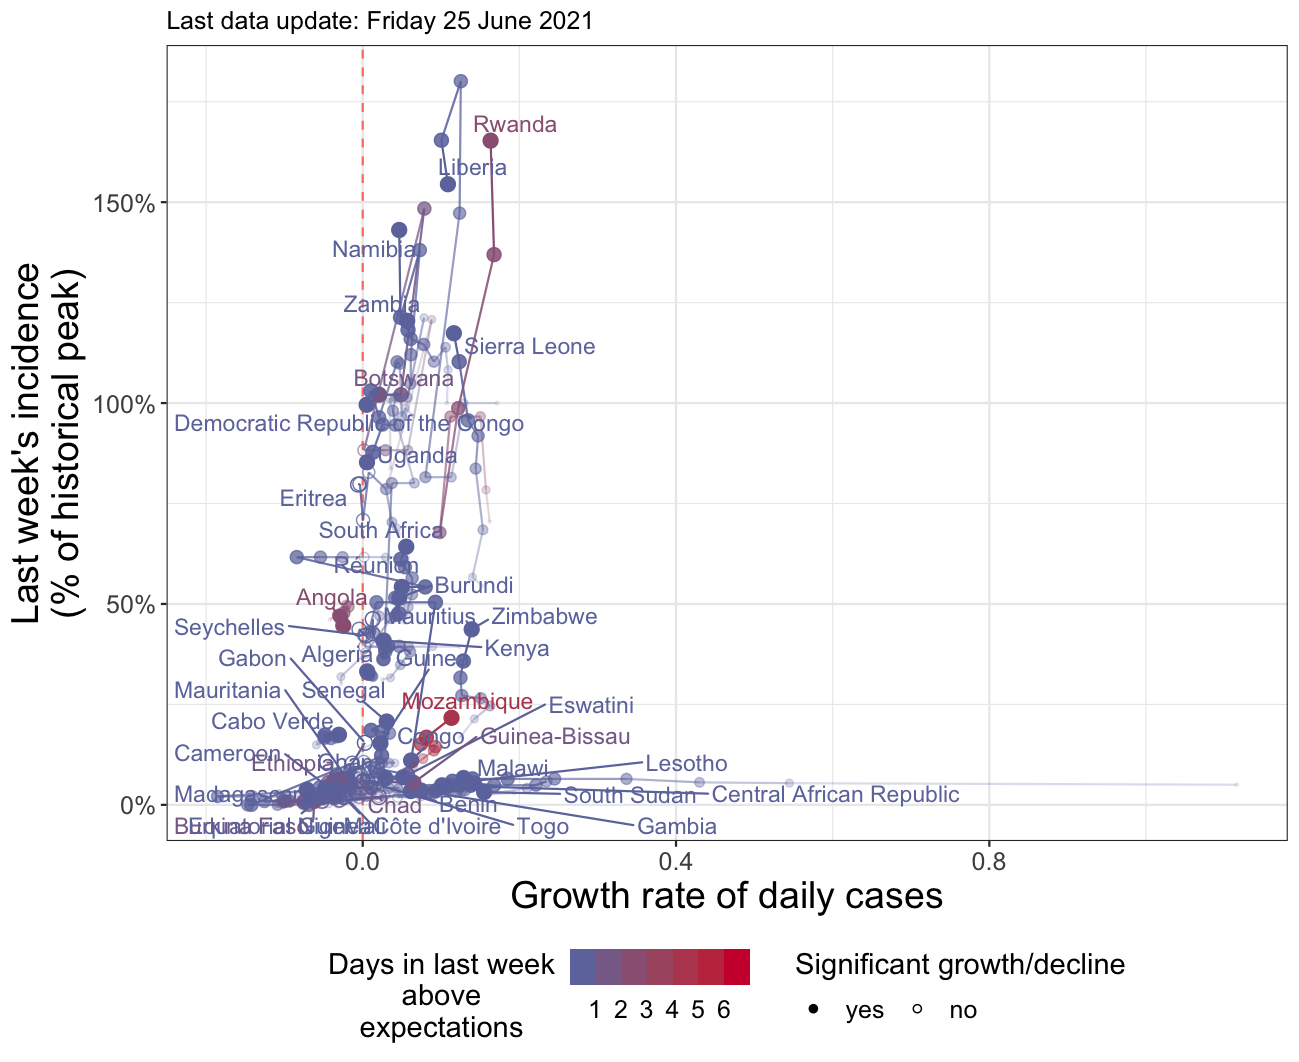 Last data update: Friday 25 June 2021
Last week's incidence
(% of historical peak)
150%
100%
50%
0%
Rwanda
Liberia
Namibia
Zambia
Sierra Leone
Botswana
Democratic Republic of the Congo
Uganda
Eritrea
South Africa
Réunion
Burundi
Angola
Mauritius
Zimbabwe
Seychelles
Kenya
Algeria
Gabon
Mauritania
Senegal
Mozambique
Eswatini
Cabo Verde
Congo
Guinea-Bissau
Cameroon
Ethiopia
Ghana
Malawi
Lesotho
Madagascar
South Sudan
Central African Republic
Chad
Benin
Mali
Côte d'Ivoire
Togo
Gambia
0.0
0.4
0.8
Growth rate of daily cases
Days in last week
above
expectations
1 2 3 4 5 6
Significant growth/decline
yes
no